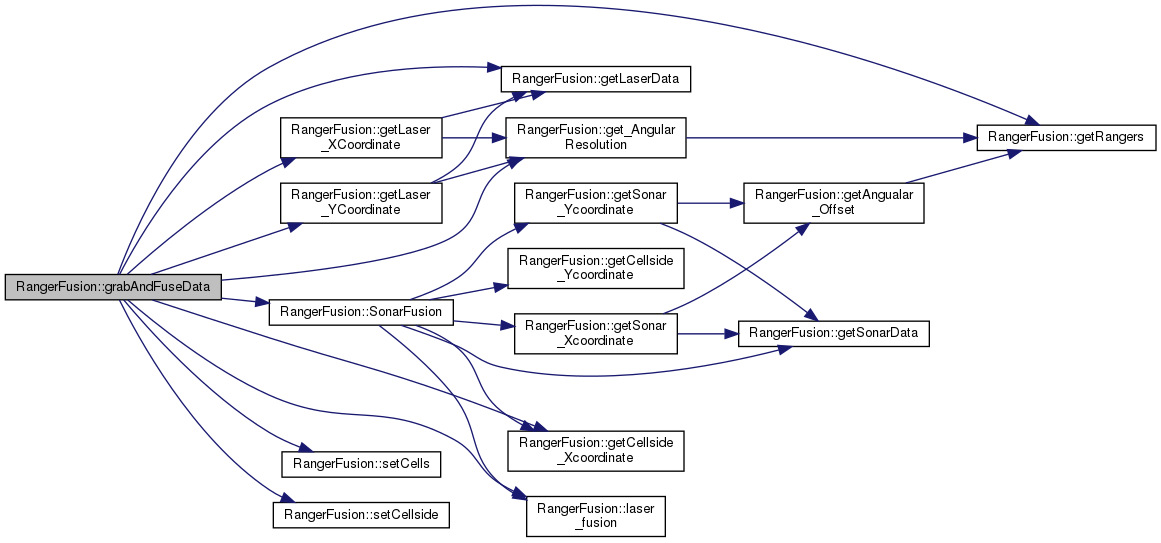 RangerFusion::grabAndFuseData
RangerFusion::getLaser
_XCoordinate
RangerFusion::getLaser
_YCoordinate
RangerFusion::SonarFusion
RangerFusion::setCells
RangerFusion::setCellside
RangerFusion::getLaserData
RangerFusion::get_Angular
Resolution
RangerFusion::getSonar
_Ycoordinate
RangerFusion::getCellside
_Ycoordinate
RangerFusion::getSonar
_Xcoordinate
RangerFusion::getCellside
_Xcoordinate
RangerFusion::laser
_fusion
RangerFusion::getAngualar
_Offset
RangerFusion::getSonarData
RangerFusion::getRangers